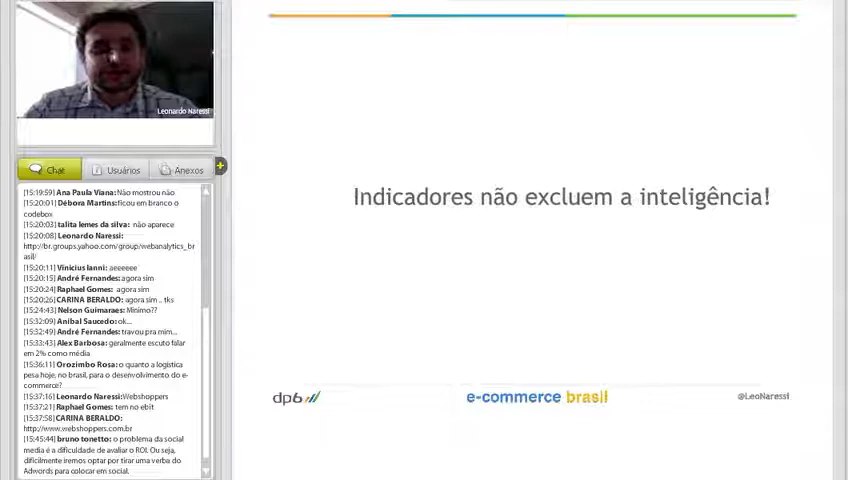 Leonardo Naressi
Chat
Usuários
Anexos
[15:19:59] Ana Paula Viana: Não mostrou não
[15:20:01] Débora Martins: ficou em branco o
codebox
[15:20:03] talita lemes da silva: não aparece
[15:20:08] Leonardo Naressi:
http://br.groups.yahoo.com/group/webanalytics_br
asil/
[15:20:11] Vinicius Ianni: aeeeeee
[15:20:15] André Fernandes: agora sim
[15:20:24] Raphael Gomes: agora sim
[15:20:26] CARINA BERALDO: agora sim .. tks
[15:24:43] Nelson Guimaraes: Minimo??
[15:32:09] Anibal Saucedo: ok...
[15:32:49] André Fernandes: travou pra mim...
[15:33:43] Alex Barbosa: geralmente escuto falar
em 2% como média
[15:36:11] Orozimbo Rosa: o quanto a logística
pesa hoje, no brasil, para o desenvolvimento do e-
commerce?
[15:37:16] Leonardo Naressi: Webshoppers
[15:37:21] Raphael Gomes: tem no ebit
[15:37:58] CARINA BERALDO:
http://www.webshoppers.com.br
[15:45:44] bruno tonetto: o problema da social
media é a dificuldade de avaliar o ROI. Ou seja,
dificilmente iremos optar por tirar uma verba do
Adwords para colocar em social.
Indicadores não excluem a inteligência!
dp6
e-commerce brasil
@LeoNaressi